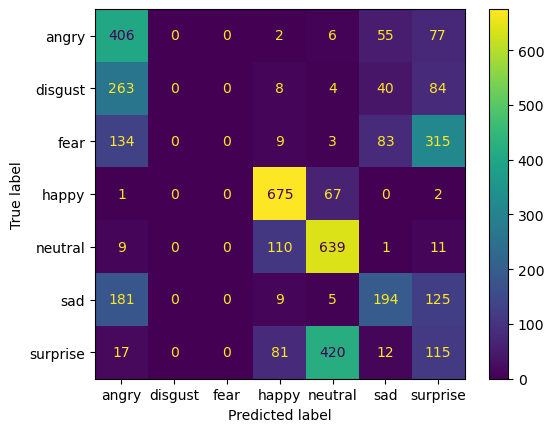 angry 406 0 0 2 6 55 77
disgust 263 0 0 8 4 40 84
fear 134 0 0 9 3 83 315
happy 1 0 0 675 67 0 2
neutral 9 0 0 110 639 1 11
sad 181 0 0 9 5 194 125
surprise 17 0 0 81 420 12 115
angry disgust fear happy neutral sad surprise
Predicted label
True label
600
500
400
300
200
100
0